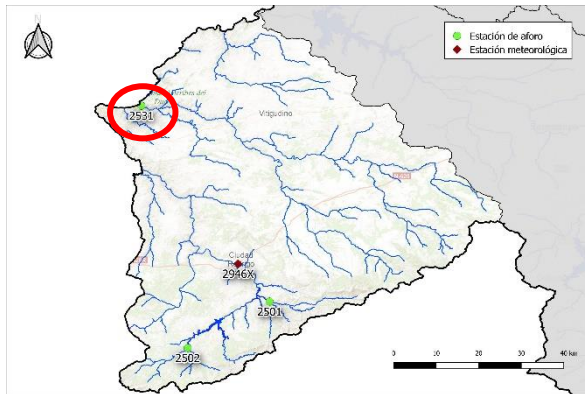 Estación de aforo
Estación meteorológica
2531
Vitigudino
Ciudad
2946X
2501
2502
0 10 20 30 40 km